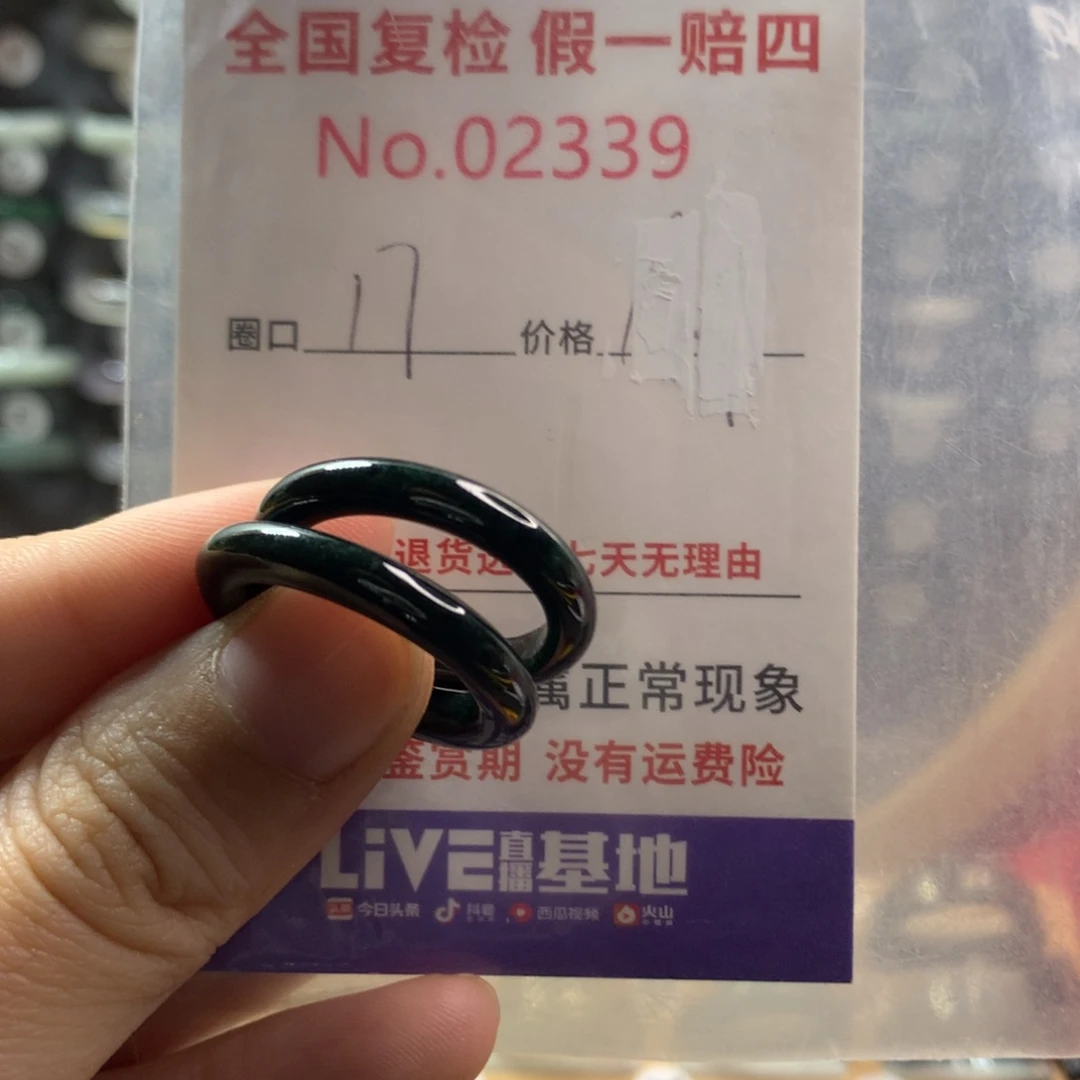 全国复检 假一赔四
No.02339
圈口 17 价格
退货 七天无理由
属正常现象
鉴赏期 没有运费险
LiVE直播基地
头条 今日头条 抖音 西瓜视频 火山